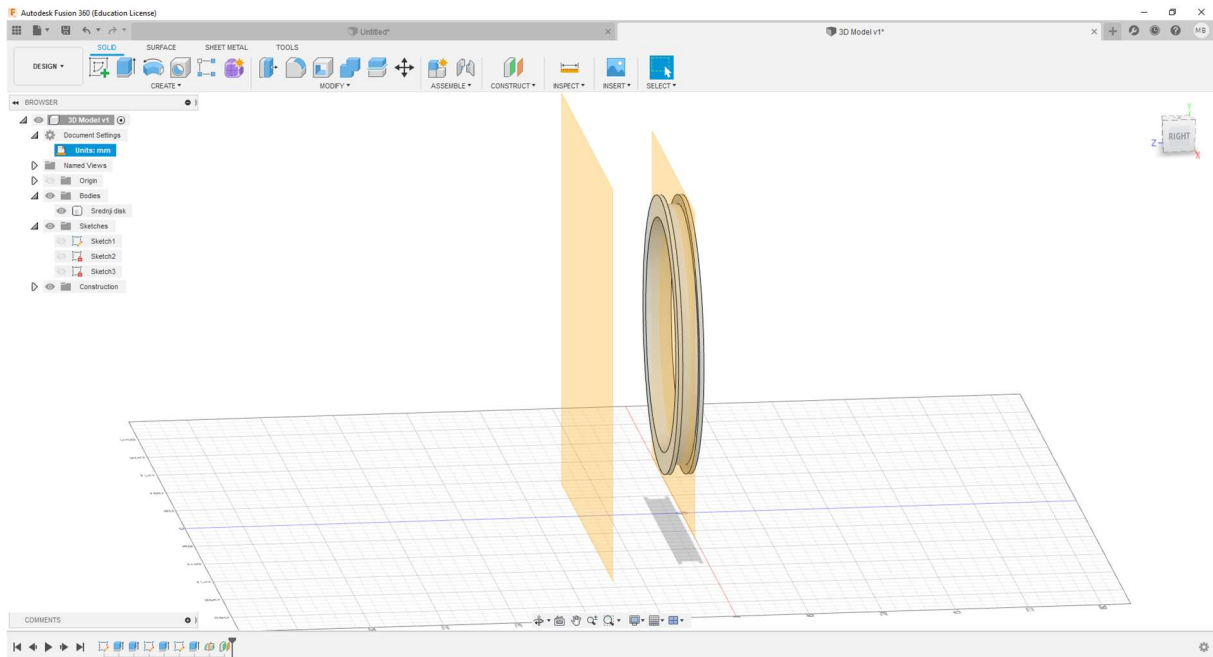 Autodesk Fusion 360 (Education License)
Untitled*
3D Model v1*
MB
SOLID SURFACE SHEET METAL TOOLS
DESIGN
CREATE MODIFY ASSEMBLE CONSTRUCT INSPECT INSERT SELECT
BROWSER
3D Model v1
Document Settings
Units: mm
Named Views
Origin
Bodies
Srednji disk
Sketches
Sketch1
Sketch2
Sketch3
Construction
Y
RIGHT
Z
X
COMMENTS